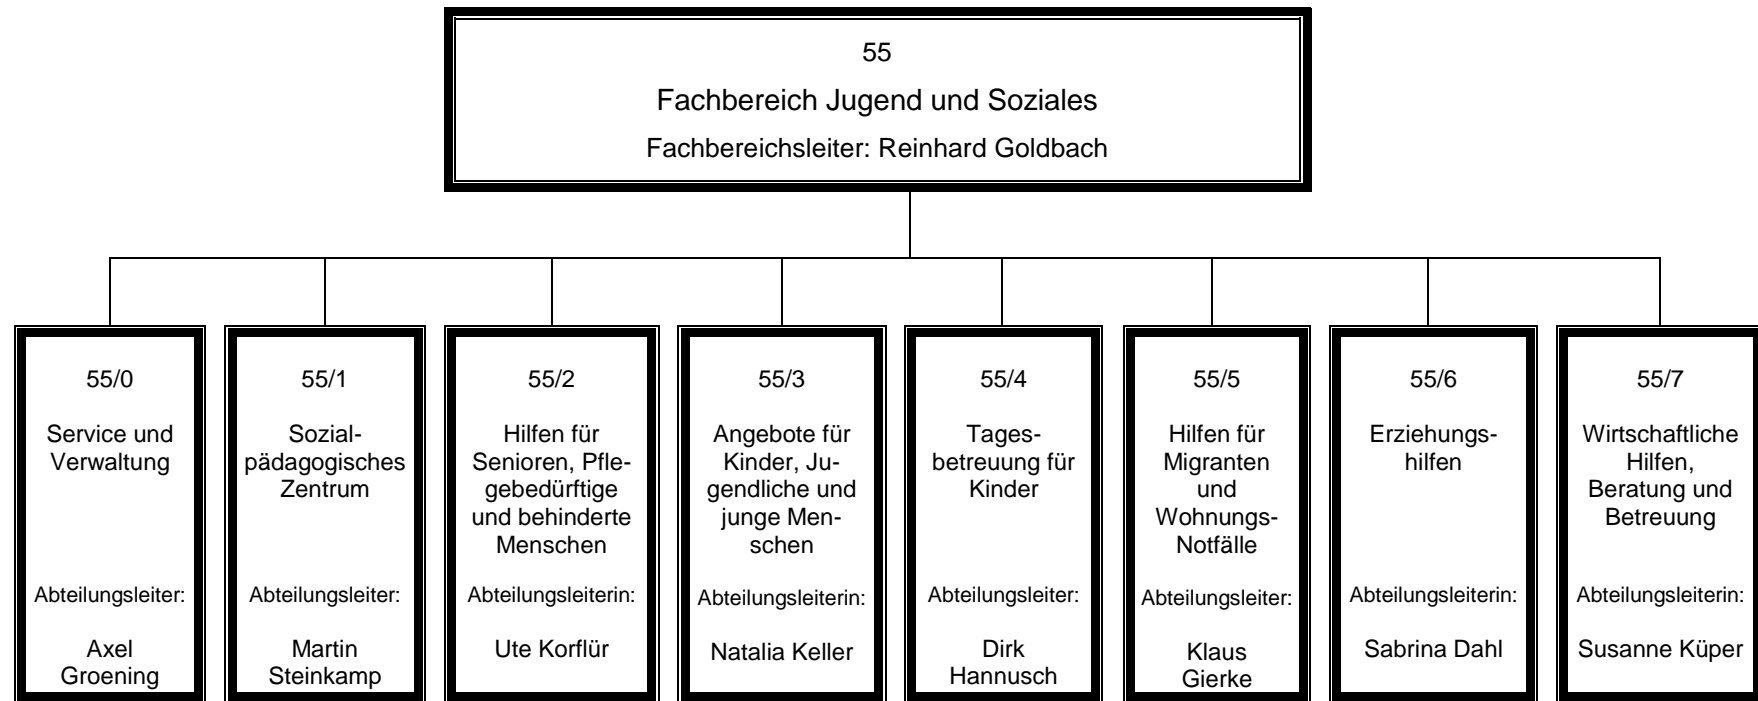 55
Fachbereich Jugend und Soziales
Fachbereichsleiter: Reinhard Goldbach
55/0
Service und
Verwaltung
Abteilungsleiter:
Axel
Groening
55/1
Sozial-
pädagogisches
Zentrum
Abteilungsleiter:
Martin
Steinkamp
55/2
Hilfen für
Senioren, Pfle-
gebedürftige
und behinderte
Menschen
Abteilungsleiterin:
Ute Korflür
55/3
Angebote für
Kinder, Ju-
gendliche und
junge Men-
schen
Abteilungsleiterin:
Natalia Keller
55/4
Tages-
betreuung für
Kinder
Abteilungsleiter:
Dirk
Hannusch
55/5
Hilfen für
Migranten
und
Wohnungs-
Notfälle
Abteilungsleiter:
Klaus
Gierke
55/6
Erziehungs-
hilfen
Abteilungsleiterin:
Sabrina Dahl
55/7
Wirtschaftliche
Hilfen,
Beratung und
Betreuung
Abteilungsleiterin:
Susanne Küper